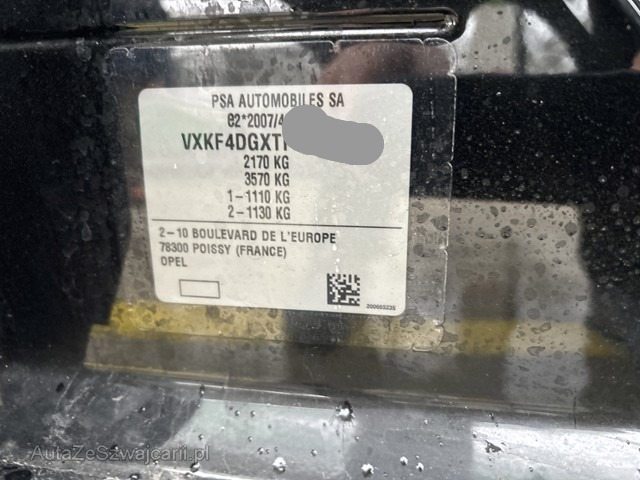 PSA AUTOMOBILES SA
e2*2007/4
VXKF4DGXT
2170 KG
3570 KG
1-1110 KG
2-1130 KG
2-10 BOULEVARD DE L'EUROPE
78300 POISSY (FRANCE)
OPEL
AutaZeSzwajcarii.pl